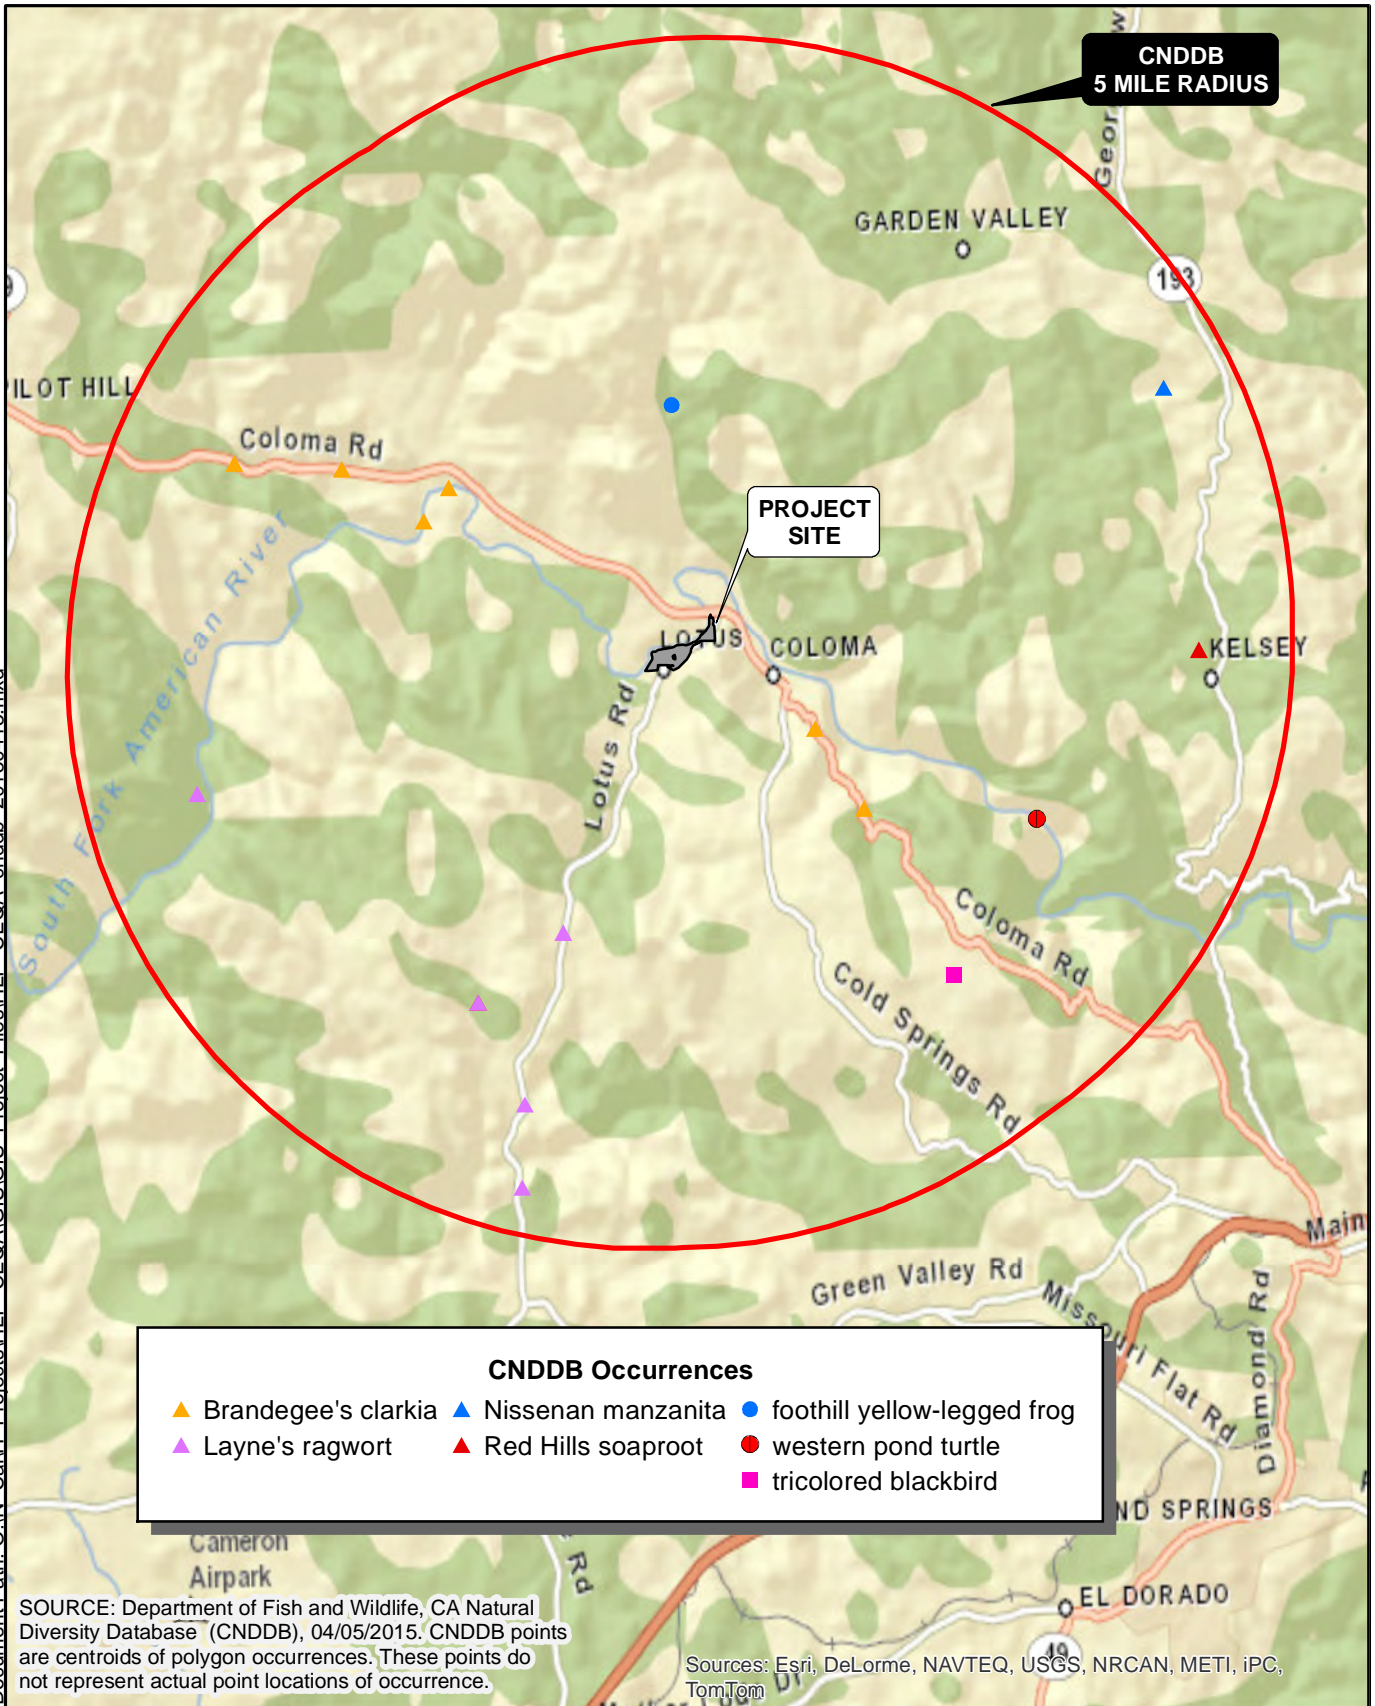 CNDDB
5 MILE RADIUS
GARDEN VALLEY
193
9
PILOT HILL
Coloma Rd
PROJECT
SITE
South Fork American River
LOTUS
COLOMA
KELSEY
Lotus Rd
Coloma Rd
Cold Springs Rd
Main
Green Valley Rd
Missouri Flat Rd
Diamond Rd
CNDDB Occurrences
Brandegee's clarkia
Nissenan manzanita
foothill yellow-legged frog
Layne's ragwort
Red Hills soaproot
western pond turtle
tricolored blackbird
ND SPRINGS
Cameron
Airpark
Rd
EL DORADO
49
SOURCE: Department of Fish and Wildlife, CA Natural
Diversity Database (CNDDB), 04/05/2015. CNDDB points
are centroids of polygon occurrences. These points do
not represent actual point locations of occurrence.
Sources: Esri, DeLorme, NAVTEQ, USGS, NRCAN, METI, iPC,
TomTom